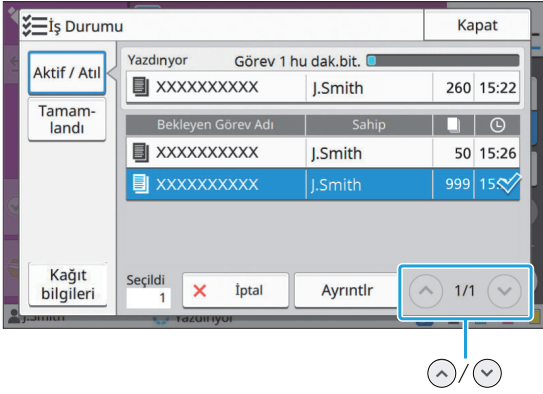 İş Durumu
Kapat
Aktif / Atıl
Tamam-
landı
Kağıt
bilgileri
Yazdırıyor Görev 1 hu dak.bit.
XXXXXXXXXX J.Smith 260 15:22
Bekleyen Görev Adı Sahip
XXXXXXXXXX J.Smith 50 15:26
XXXXXXXXXX J.Smith 999 15:
Seçildi
1
İptal
Ayrıntlr
1/1
J.Smith Yazdırıyor
/